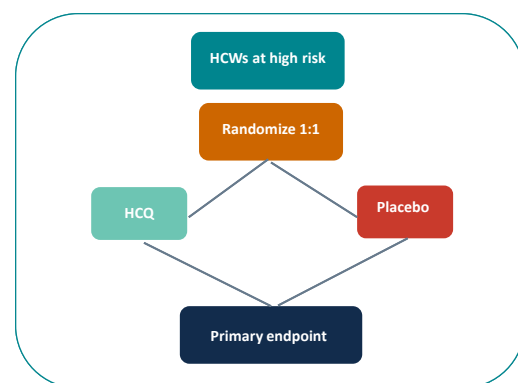 HCWs at high risk
Randomize 1:1
HCQ
Placebo
Primary endpoint